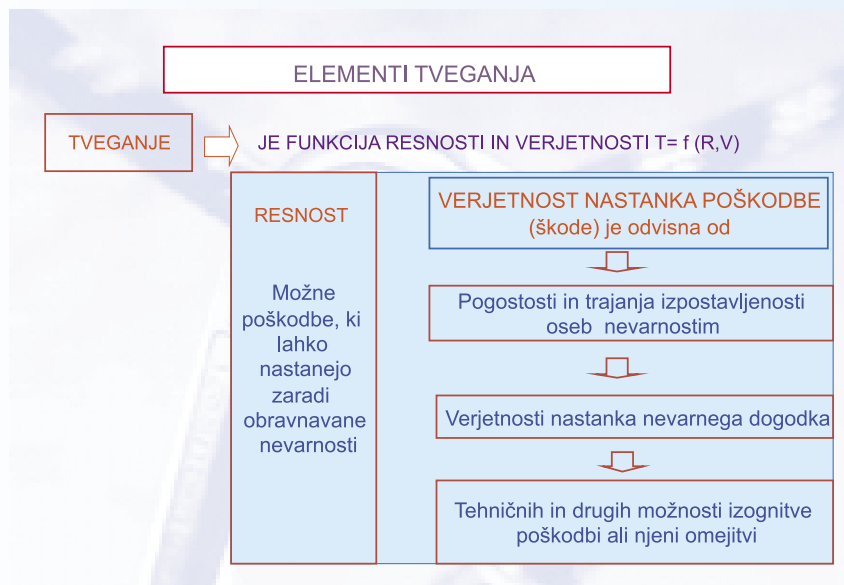 ELEMENTI TVEGANJA
TVEGANJE
JE FUNKCIJA RESNOSTI IN VERJETNOSTI T= f (R,V)
RESNOST
Možne
poškodbe, ki
lahko
nastanejo
zaradi
obravnavane
nevarnosti
VERJETNOST NASTANKA POŠKODBE
(škode) je odvisna od
Pogostosti in trajanja izpostavljenosti
oseb nevarnostim
Verjetnosti nastanka nevarnega dogodka
Tehničnih in drugih možnosti izognitve
poškodbi ali njeni omejitvi